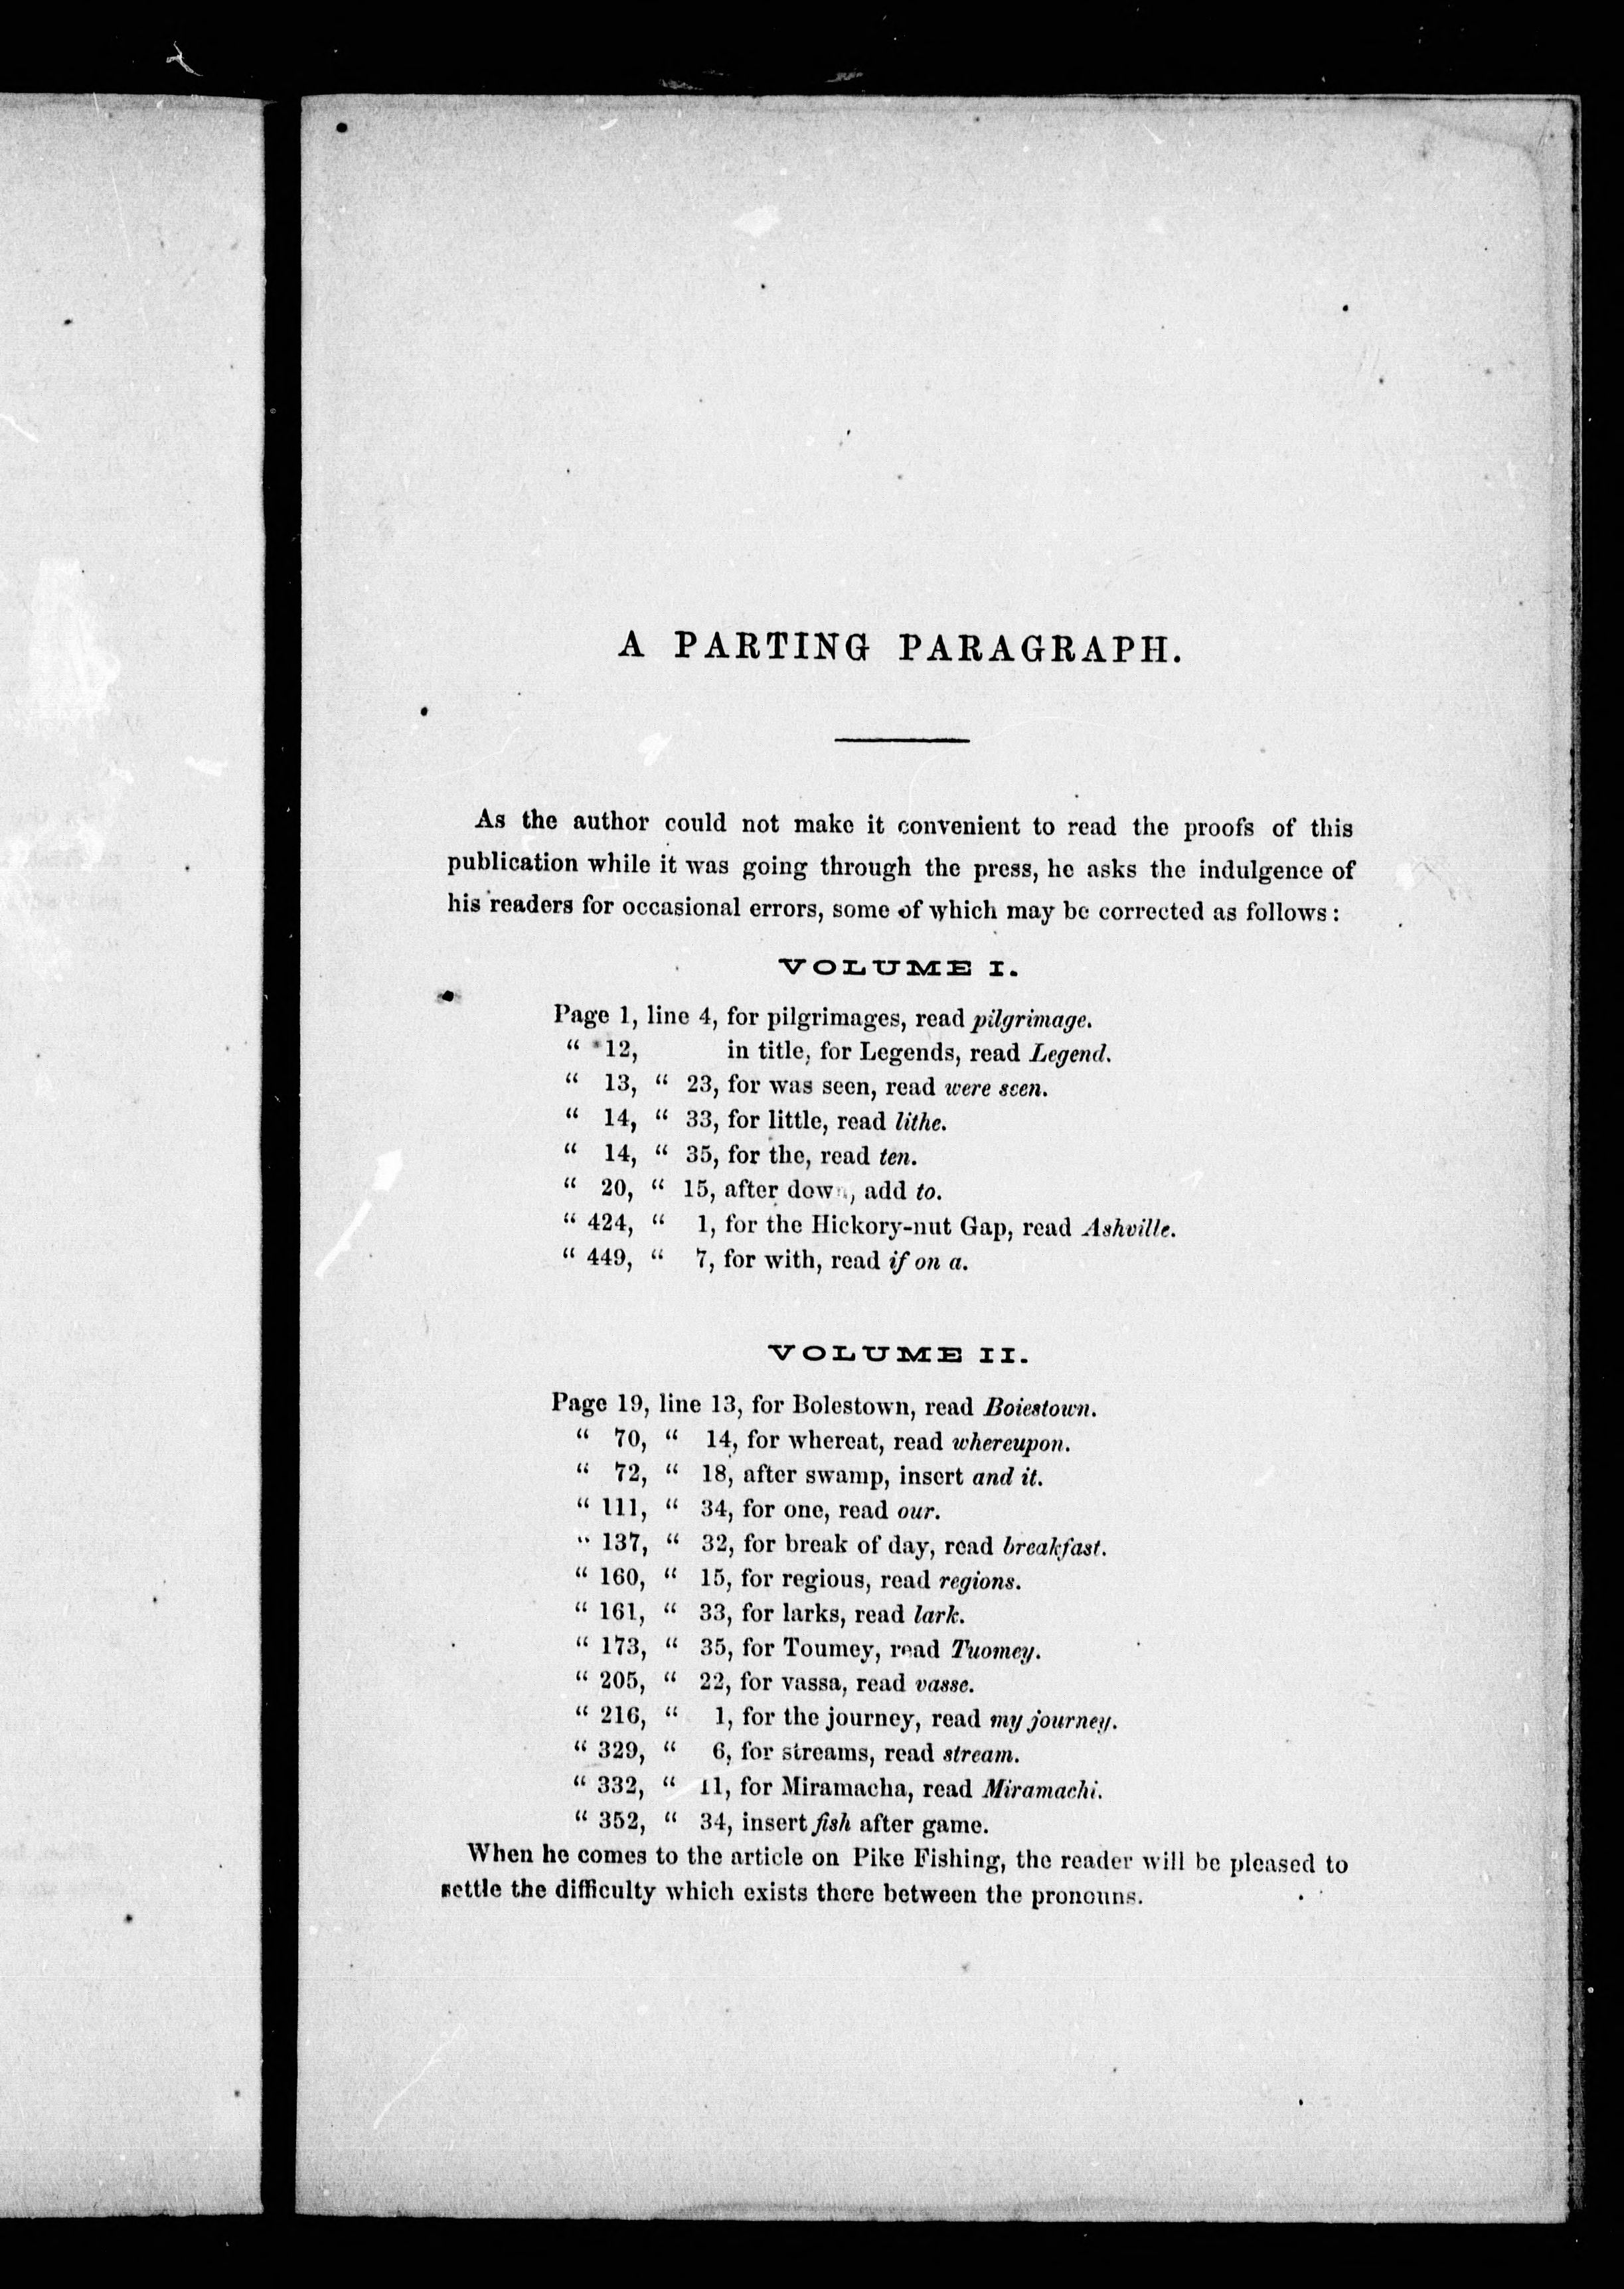 A PARTING PARAGRAPH.
As the author could not make it convenient to read the proofs of this
publication while it was going through the press, he asks the indulgence of
his readers for occasional errors, some of which may be corrected as follows:
VOLUME I.
Page 1, line 4, for pilgrimages, read pilgrimage.
“ 12, in title, for Legends, read Legend.
“ 13, “ 23, for was seen, read were seen.
“ 14, “ 33, for little, read lithe.
“ 14, “ 35, for the, read ten.
“ 20, “ 15, after down, add to.
“ 424, “ 1, for the Hickory-nut Gap, read Ashville.
“ 449, “ 7, for with, read if on a.
VOLUME II.
Page 19, line 13, for Bolestown, read Boiestown.
“ 70, “ 14, for whereat, read whereupon.
“ 72, “ 18, after swamp, insert and it.
“ 111, “ 34, for one, read our.
“ 137, “ 32, for break of day, read breakfast.
“ 160, “ 15, for regious, read regions.
“ 161, “ 33, for larks, read lark.
“ 173, “ 35, for Toumey, read Tuomey.
“ 205, “ 22, for vassa, read vasse.
“ 216, “ 1, for the journey, read my journey.
“ 329, “ 6, for streams, read stream.
“ 332, “ 11, for Miramacha, read Miramachi.
“ 352, “ 34, insert fish after game.
When he comes to the article on Pike Fishing, the reader will be pleased to
settle the difficulty which exists there between the pronouns.